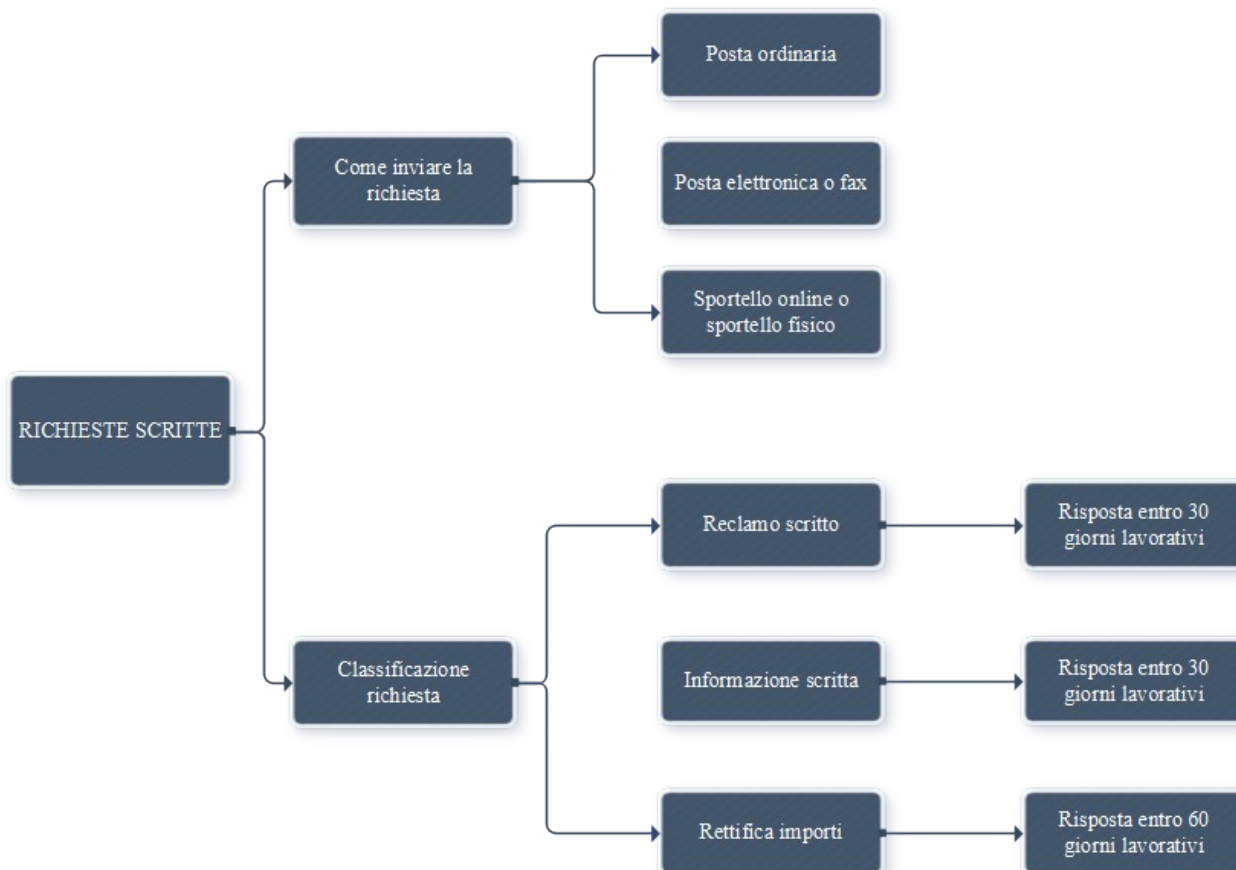 Posta ordinaria
Come inviare la
richiesta
Posta elettronica o fax
Sportello online o
sportello fisico
RICHIESTE SCRITTE
Reclamo scritto
Risposta entro 30
giorni lavorativi
Classificazione
richiesta
Informazione scritta
Risposta entro 30
giorni lavorativi
Rettifica importi
Risposta entro 60
giorni lavorativi